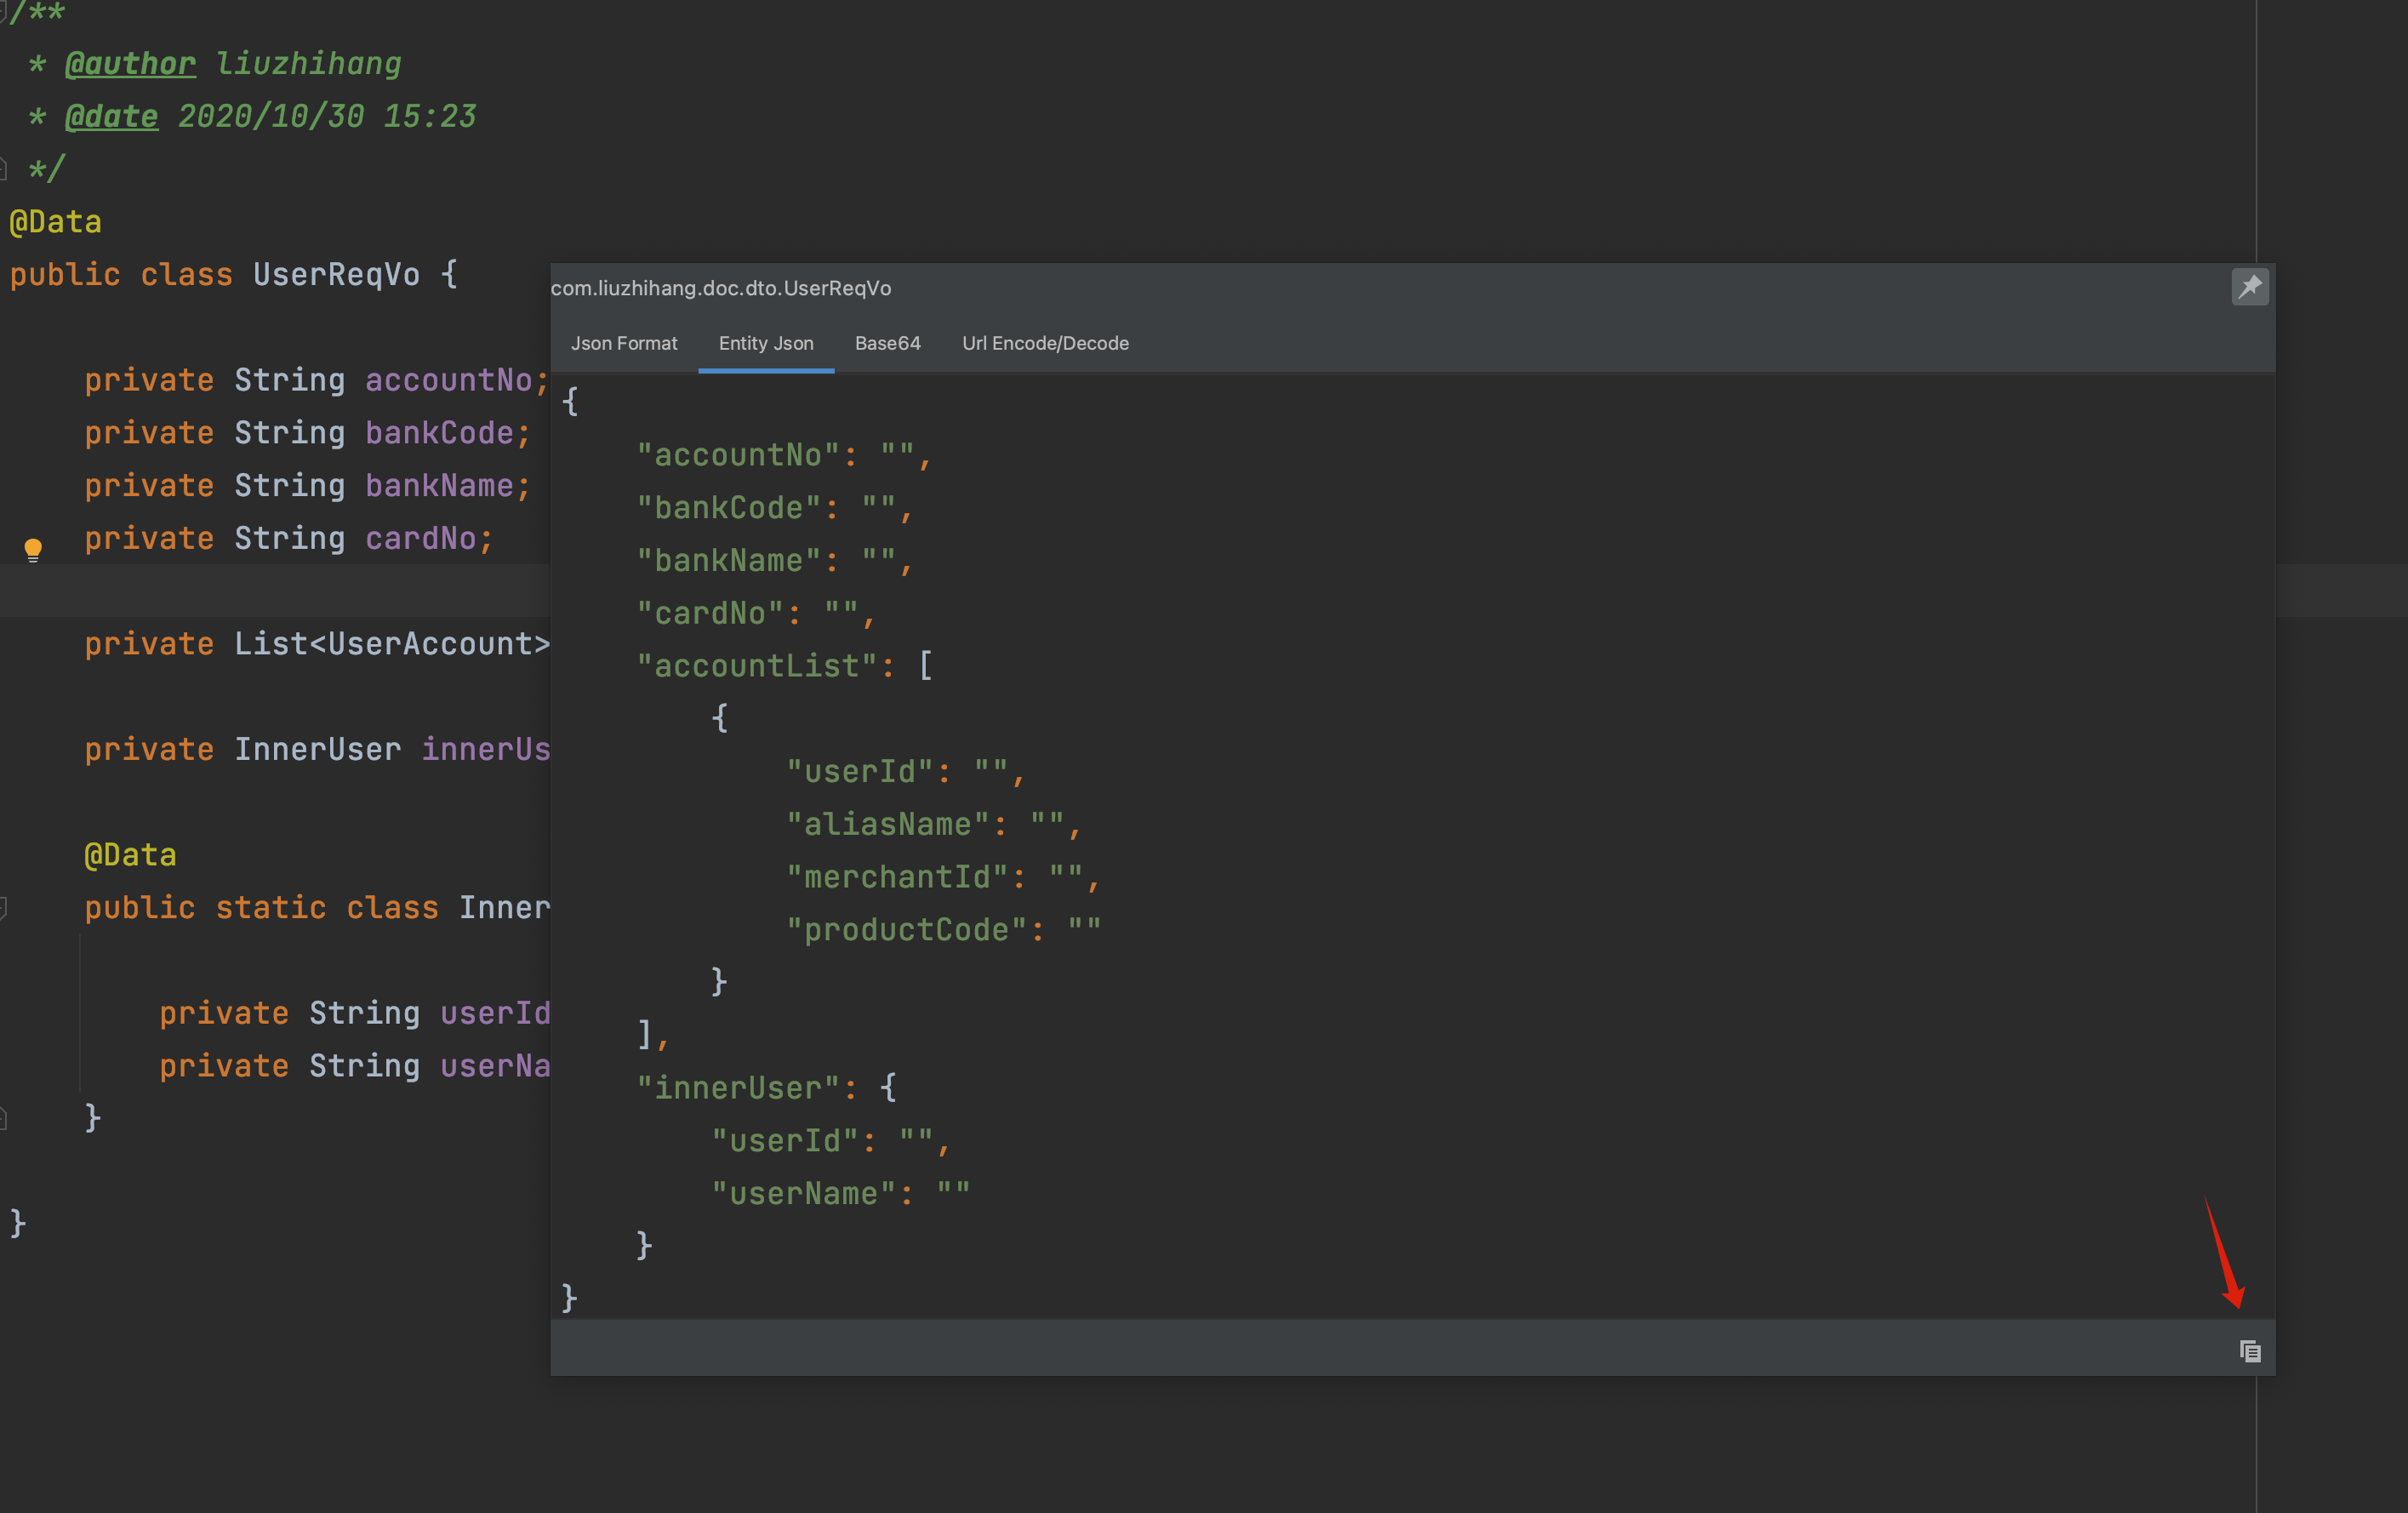 /**
 * @author liuzhihang
 * @date 2020/10/30 15:23
 */
@Data
public class UserReqVo {
    private String accountNo;
    private String bankCode;
    private String bankName;
    private String cardNo;
    private List<UserAccount>
    private InnerUser innerUs
    @Data
    public static class Inner
        private String userId
        private String userNa
    }
}
com.liuzhihang.doc.dto.UserReqVo
Json Format Entity Json Base64 Url Encode/Decode
{
    "accountNo": "",
    "bankCode": "",
    "bankName": "",
    "cardNo": "",
    "accountList": [
        {
            "userId": "",
            "aliasName": "",
            "merchantId": "",
            "productCode": ""
        }
    ],
    "innerUser": {
        "userId": "",
        "userName": ""
    }
}